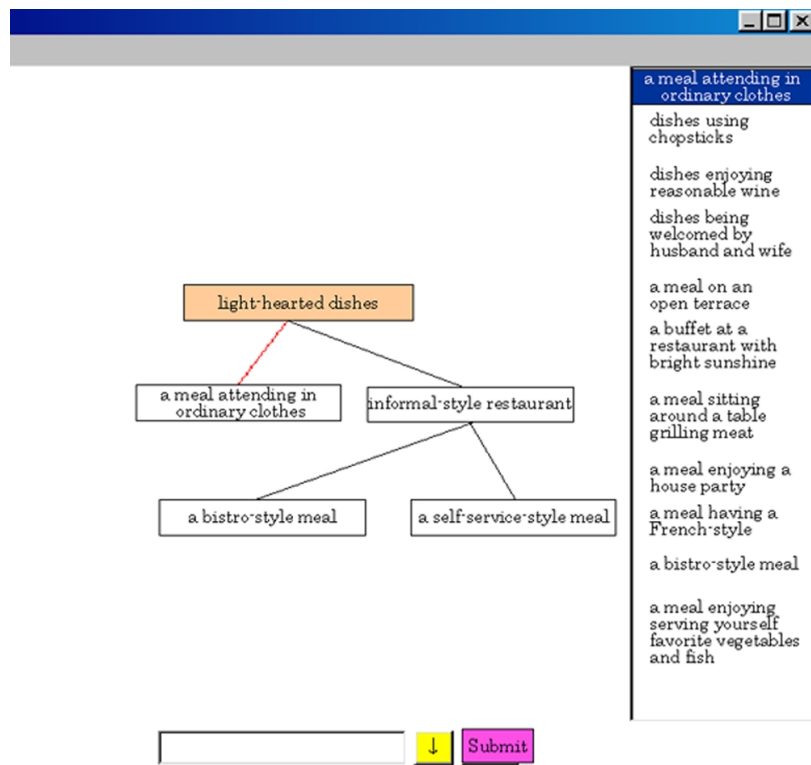 light-hearted dishes
a meal attending in
ordinary clothes
informal-style restaurant
a bistro-style meal
a self-service-style meal
↓
Submit
a meal attending in
ordinary clothes
dishes using
chopsticks
dishes enjoying
reasonable wine
dishes being
welcomed by
husband and wife
a meal on an
open terrace
a buffet at a
restaurant with
bright sunshine
a meal sitting
around a table
grilling meat
a meal enjoying a
house party
a meal having a
French-style
a bistro-style meal
a meal enjoying
serving yourself
favorite vegetables
and fish